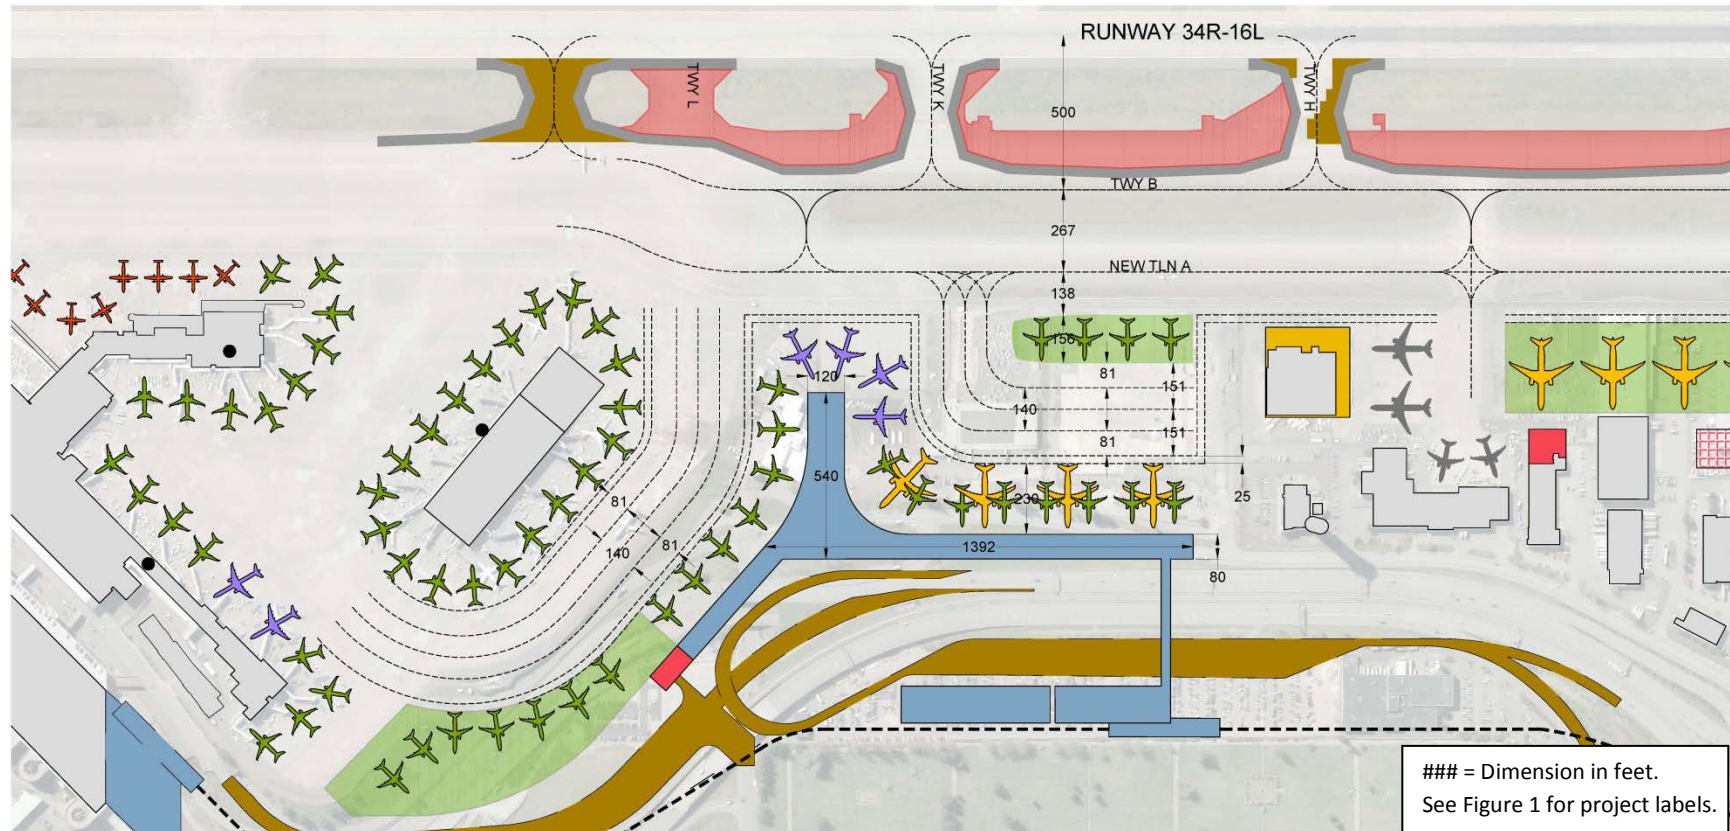 RUNWAY 34R-16L
TWY L
TWY K
TWY H
500
TWY B
267
NEW TLN A
138
156
81
120
151
140
151
81
540
230
25
81
140
81
1392
80
### = Dimension in feet.
See Figure 1 for project labels.